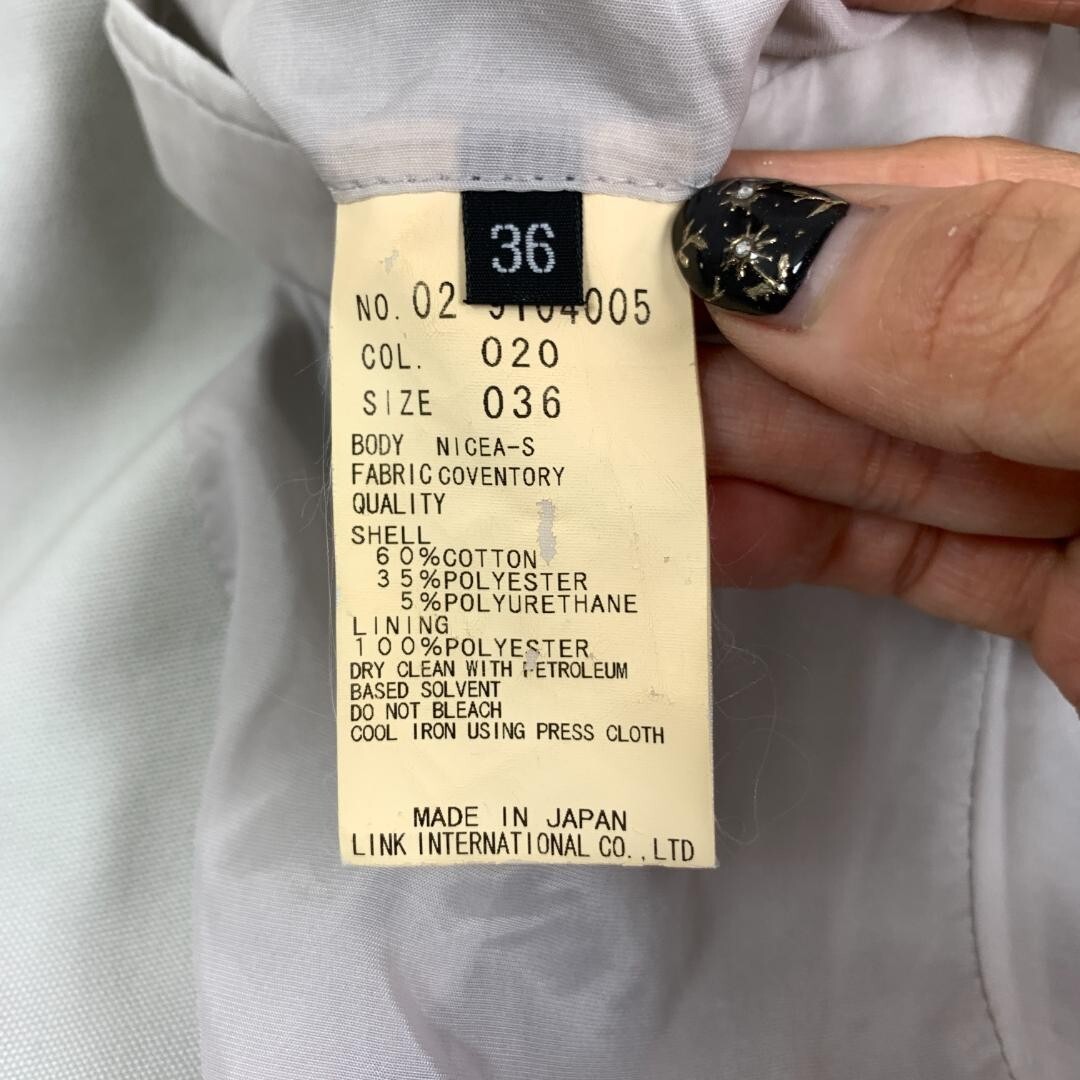 36
NO. 02-9104005
COL. 020
SIZE 036
BODY NICEA-S
FABRIC COVENTORY
QUALITY
SHELL
60%COTTON
35%POLYESTER
5%POLYURETHANE
LINING
100%POLYESTER
DRY CLEAN WITH PETROLEUM
BASED SOLVENT
DO NOT BLEACH
COOL IRON USING PRESS CLOTH
MADE IN JAPAN
LINK INTERNATIONAL CO.,LTD